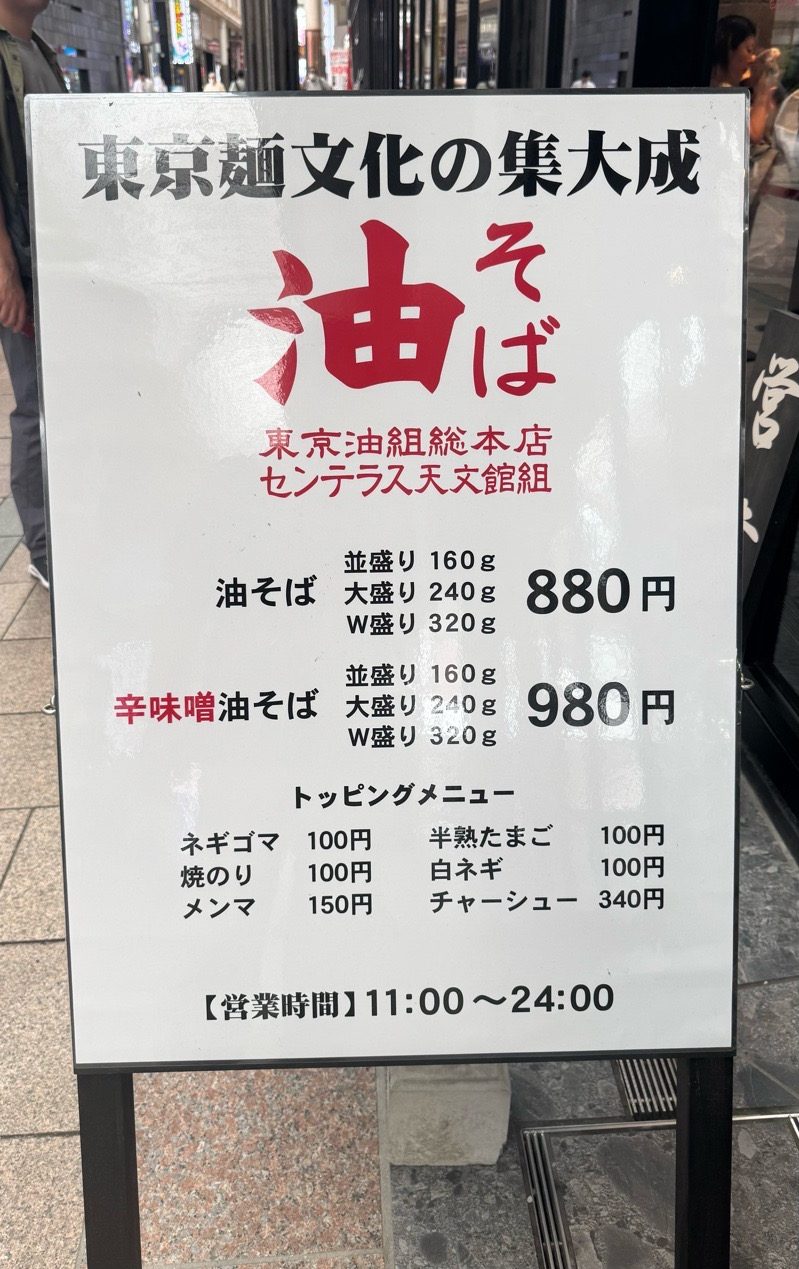 東京麺文化の集大成
油そば
東京油組総本店
センテラス天文館組
油そば 並盛り 160g 大盛り 240g W盛り 320g 880円
辛味噌油そば 並盛り 160g 大盛り 240g W盛り 320g 980円
トッピングメニュー
ネギゴマ 100円 半熟たまご 100円
焼のり 100円 白ネギ 100円
メンマ 150円 チャーシュー 340円
【営業時間】11:00～24:00
営